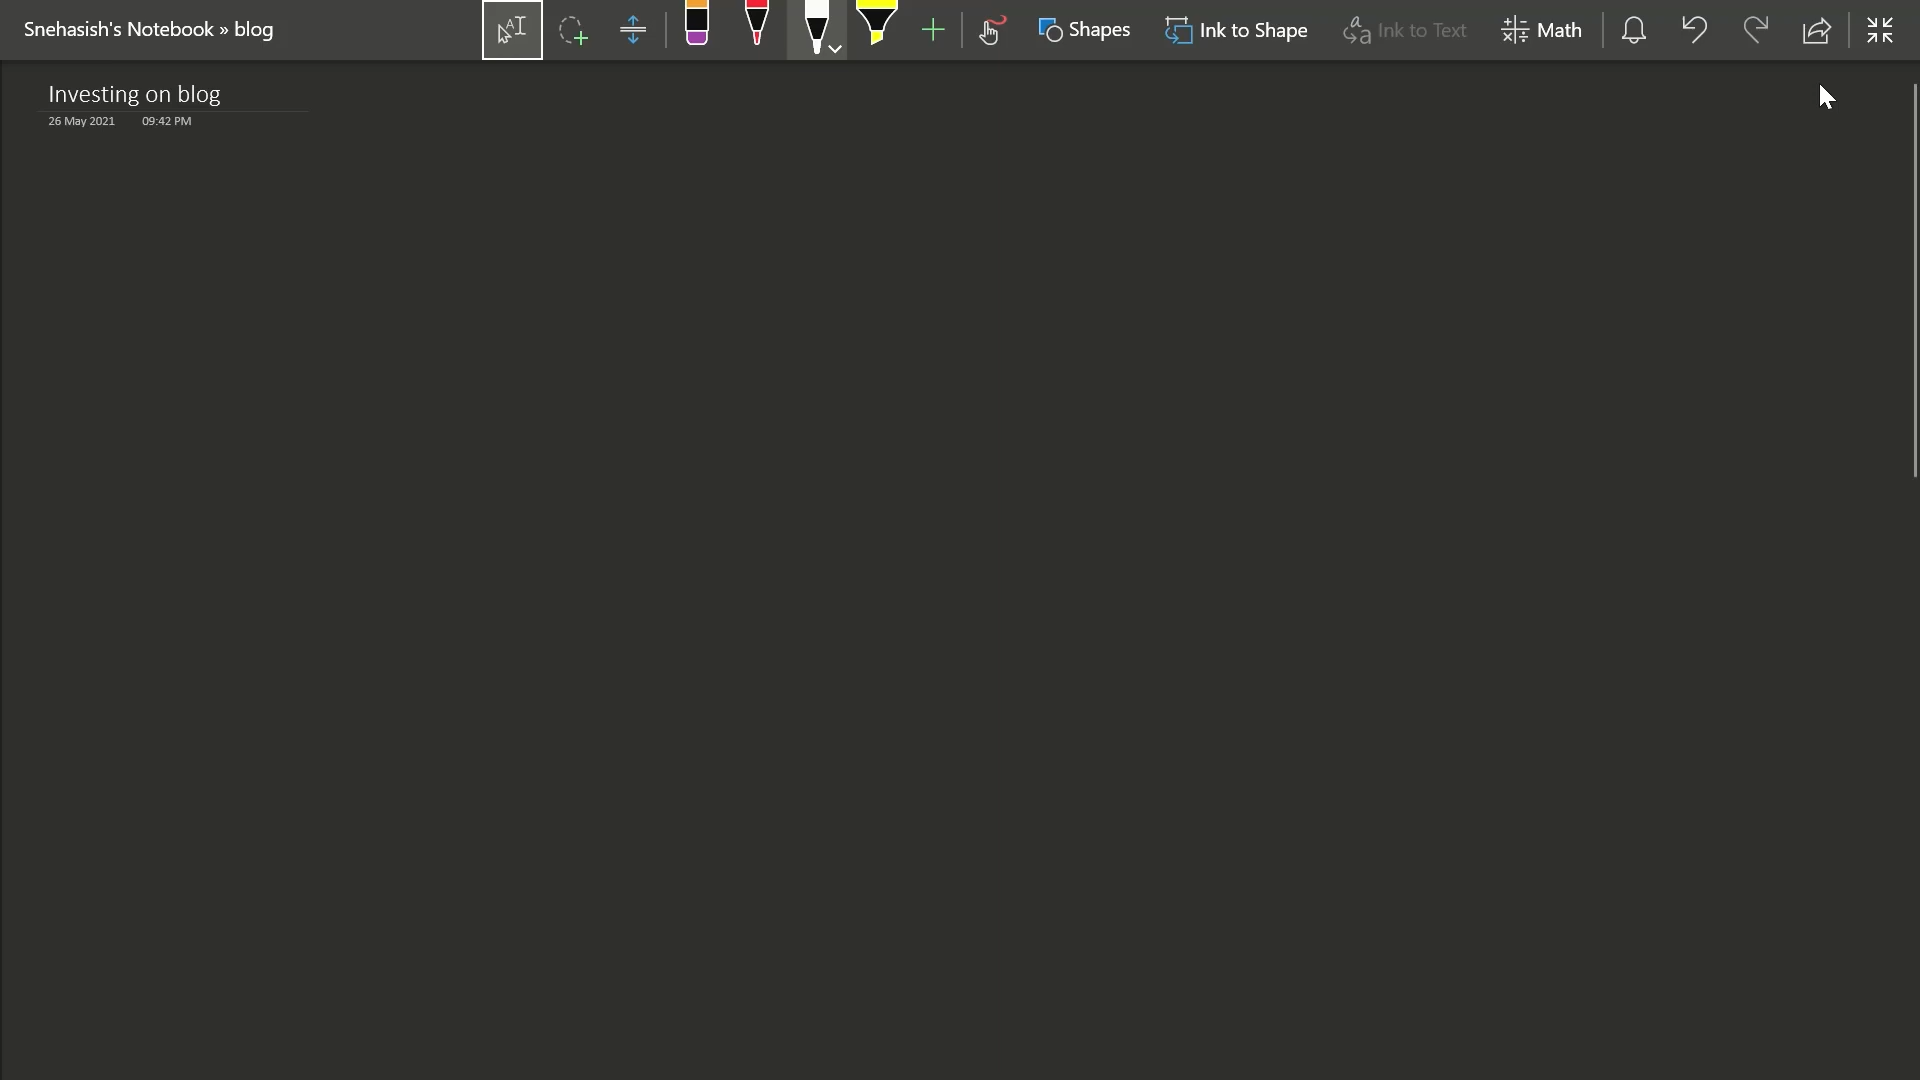 Snehasish's Notebook » blog
Shapes
Ink to Shape
Ink to Text
Math
Investing on blog
26 May 2021 09:42 PM